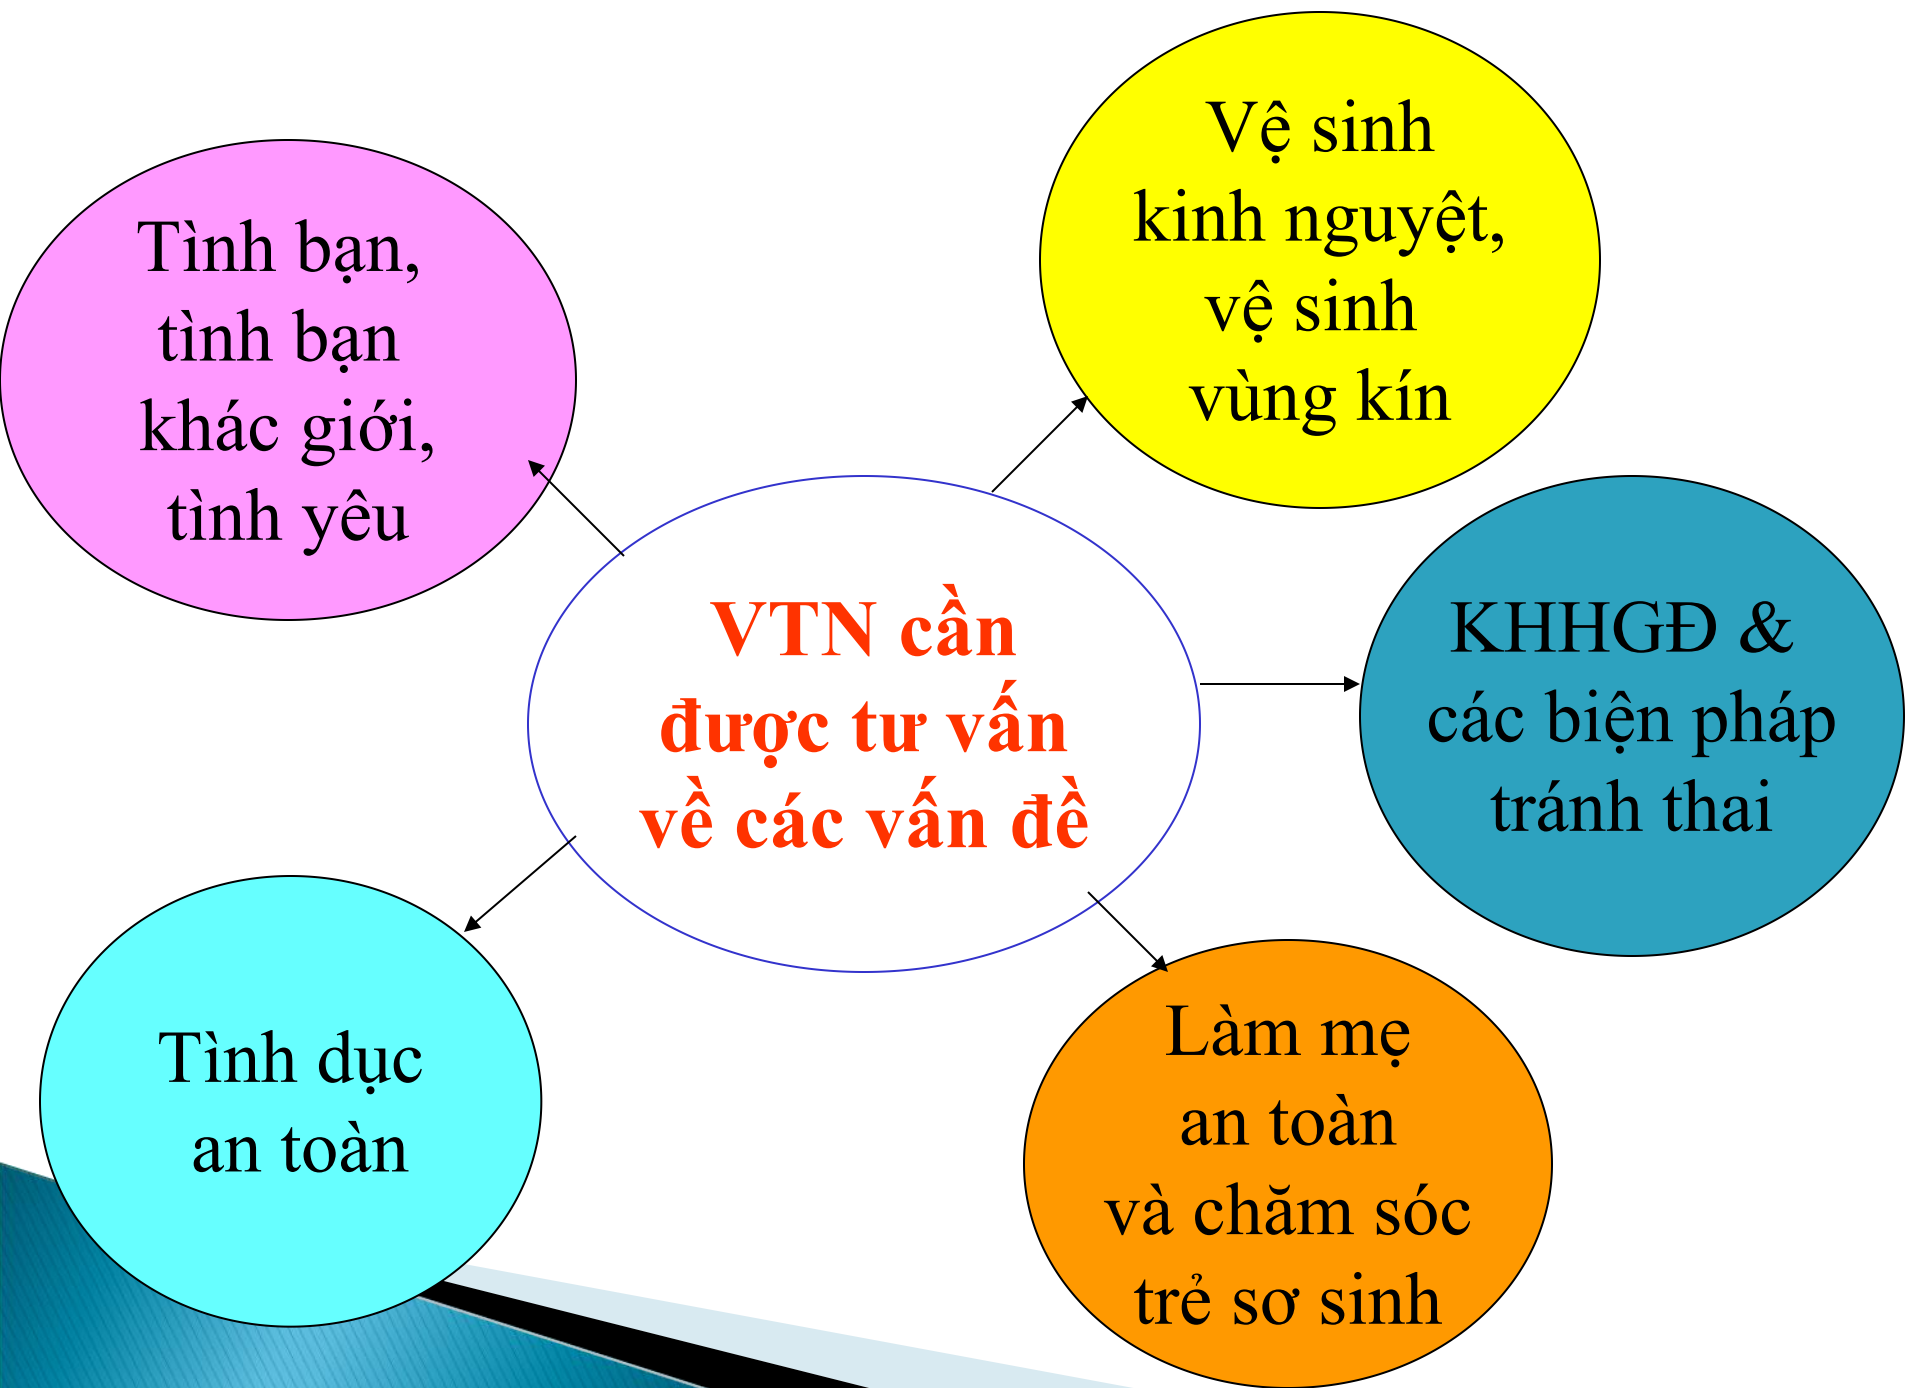 Vệ sinh
kinh nguyệt,
vệ sinh
vùng kín
Tình bạn,
tình bạn
khác giới,
tình yêu
VTN cần
được tư vấn
về các vấn đề
KHHGĐ &
các biện pháp
tránh thai
Tình dục
an toàn
Làm mẹ
an toàn
và chăm sóc
trẻ sơ sinh